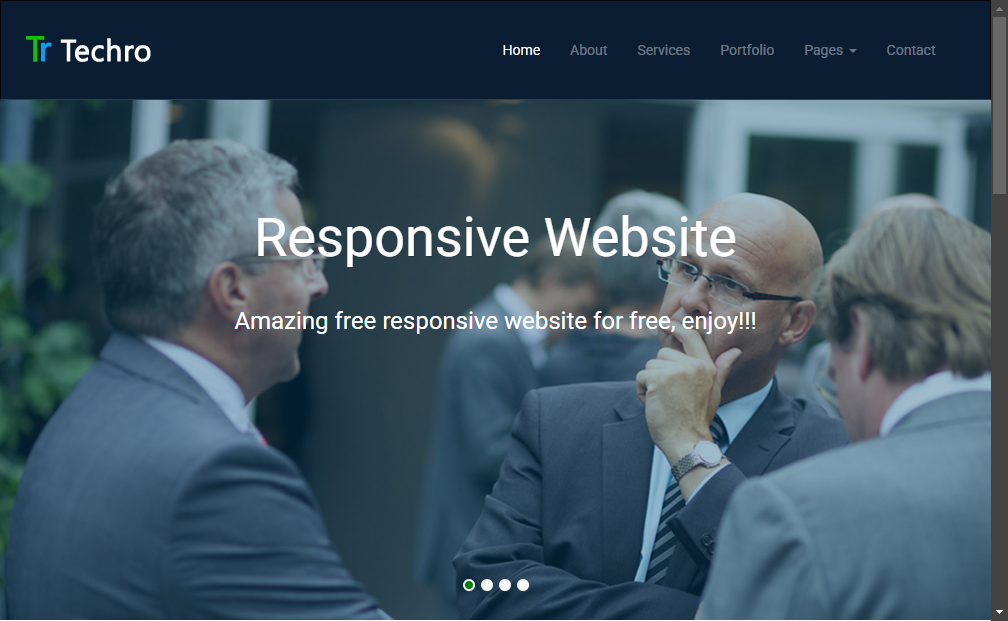 Tr Techro
Home About Services Portfolio Pages Contact
Responsive Website
Amazing free responsive website for free, enjoy!!!